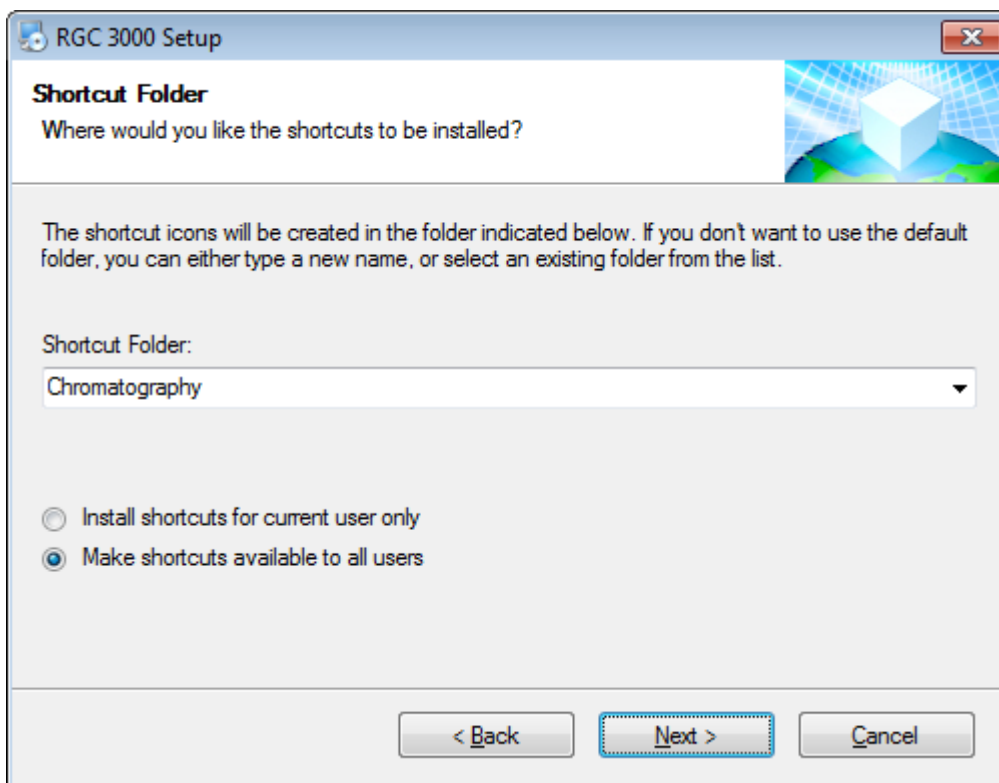 RGC 3000 Setup
Shortcut Folder
Where would you like the shortcuts to be installed?
The shortcut icons will be created in the folder indicated below. If you don't want to use the default
folder, you can either type a new name, or select an existing folder from the list.
Shortcut Folder:
Chromatography
Install shortcuts for current user only
Make shortcuts available to all users
< Back
Next >
Cancel